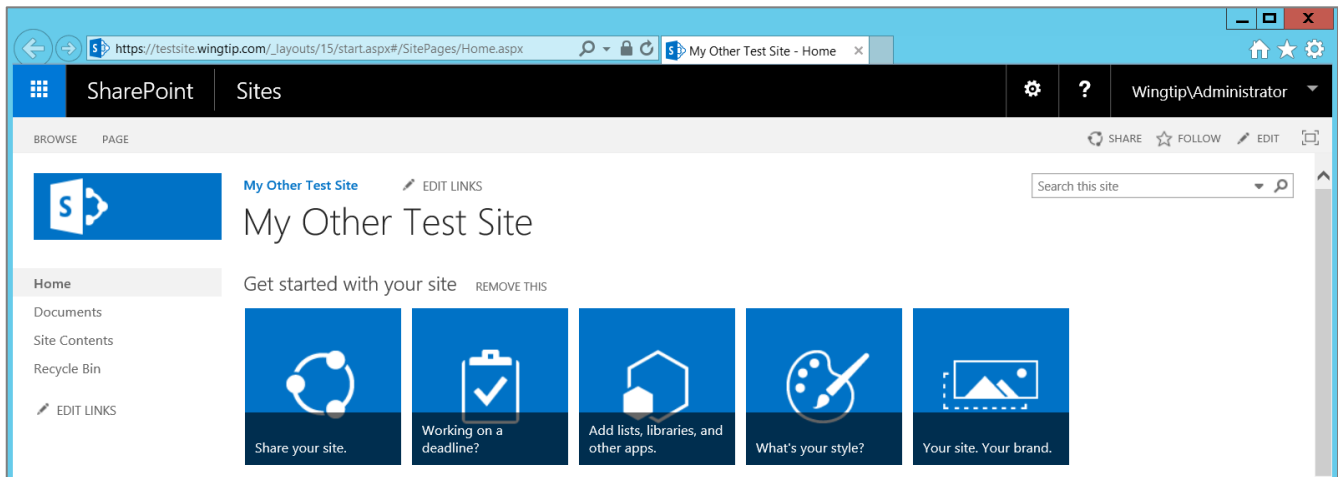 https://testsite.wingtip.com/_layouts/15/start.aspx#/SitePages/Home.aspx
My Other Test Site - Home
SharePoint Sites ? Wingtip\Administrator
BROWSE PAGE SHARE FOLLOW EDIT
S
My Other Test Site EDIT LINKS
Search this site
My Other Test Site
Home
Documents
Site Contents
Recycle Bin
EDIT LINKS
Get started with your site REMOVE THIS
Share your site.
Working on a
deadline?
Add lists, libraries, and
other apps.
What's your style?
Your site. Your brand.